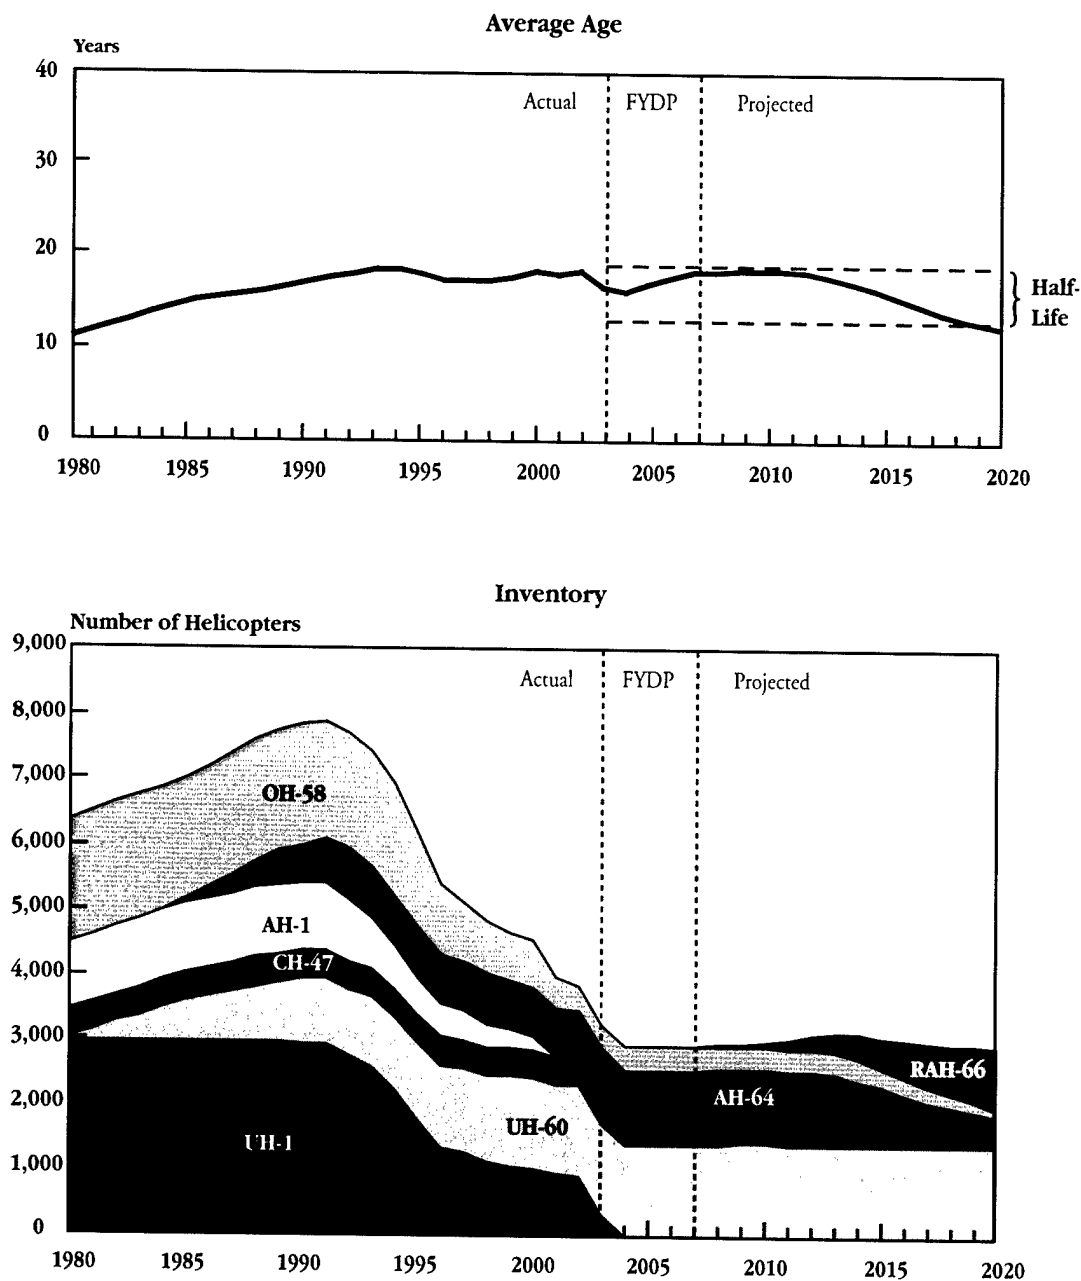 Average Age
Years
40
Actual FYDP Projected
30
20
Half-
Life
10
0
1980 1985 1990 1995 2000 2005 2010 2015 2020
Inventory
Number of Helicopters
9,000
Actual FYDP Projected
8,000
7,000
OH-58
6,000
5,000
AH-1
4,000
CH-47
3,000
RAH-66
2,000
AH-64
UH-60
UH-1
1,000
0
1980 1985 1990 1995 2000 2005 2010 2015 2020